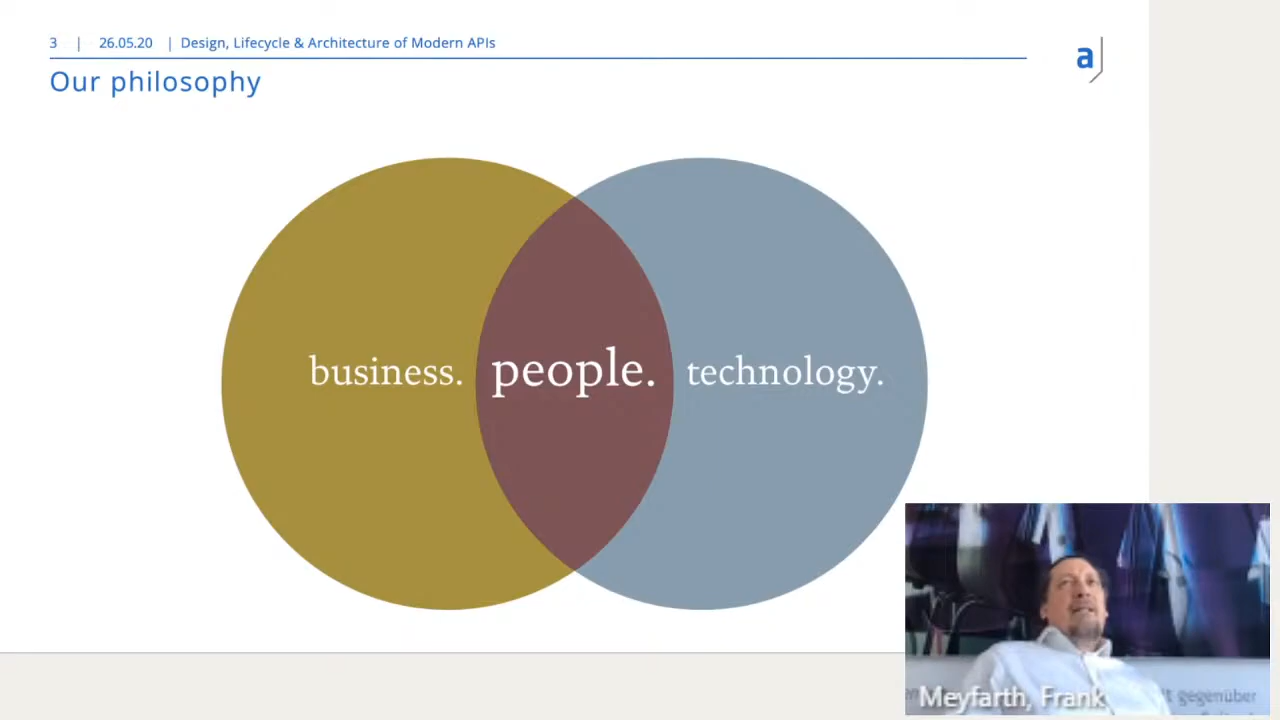 3 | 26.05.20 | Design, Lifecycle & Architecture of Modern APIs
a
Our philosophy
business. people. technology.
Meyfarth, Frank
t gegenüber